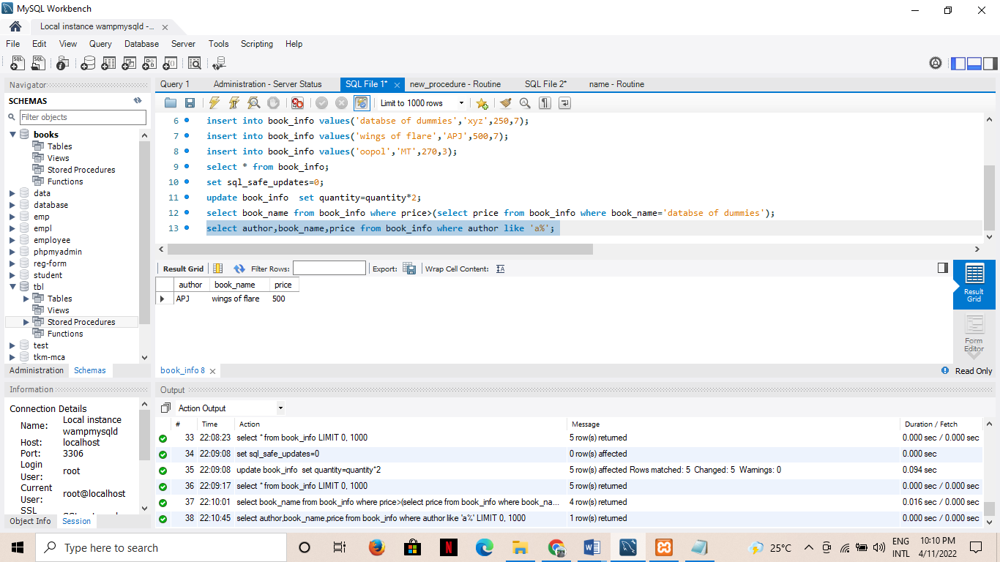 MySQL Workbench
Local instance wampmysqld -...
File Edit View Query Database Server Tools Scripting Help
Navigator
SCHEMAS
Filter objects
books
Tables
Views
Stored Procedures
Functions
data
database
emp
empl
employee
phpmyadmin
reg-form
student
tbl
Tables
Views
Stored Procedures
Functions
test
tkm-mca
Administration Schemas
Information
Connection Details
Name: Local instance
wampmysqld
Host: localhost
Port: 3306
Login
User: root
Current
User: root@localhost
SSL
Object Info Session
Query 1 Administration - Server Status SQL File 1* new_procedure - Routine SQL File 2* name - Routine
Limit to 1000 rows
6 insert into book_info values('databse of dummies','xyz',250,7);
7 insert into book_info values('wings of flare','APJ',500,7);
8 insert into book_info values('oopol','MT',270,3);
9 select * from book_info;
10 set sql_safe_updates=0;
11 update book_info  set quantity=quantity*2;
12 select book_name from book_info where price>(select price from book_info where book_name='databse of dummies');
13 select author,book_name,price from book_info where author like 'a%';
Result Grid Filter Rows: Export: Wrap Cell Content:
author book_name price
APJ wings of flare 500
Result
Grid
Form
Editor
book_info 8 Read Only
Output
Action Output
# Time Action Message Duration / Fetch
33 22:08:23 select * from book_info LIMIT 0, 1000 5 row(s) returned 0.000 sec / 0.000 sec
34 22:09:08 set sql_safe_updates=0 0 row(s) affected 0.000 sec
35 22:09:08 update book_info  set quantity=quantity*2 5 row(s) affected Rows matched: 5  Changed: 5  Warnings: 0 0.094 sec
36 22:09:17 select * from book_info LIMIT 0, 1000 5 row(s) returned 0.000 sec / 0.000 sec
37 22:10:01 select book_name from book_info where price>(select price from book_info where book_na... 4 row(s) returned 0.016 sec / 0.000 sec
38 22:10:45 select author,book_name,price from book_info where author like 'a%' LIMIT 0, 1000 1 row(s) returned 0.000 sec / 0.000 sec
Type here to search
25°C
ENG
INTL
10:10 PM
4/11/2022